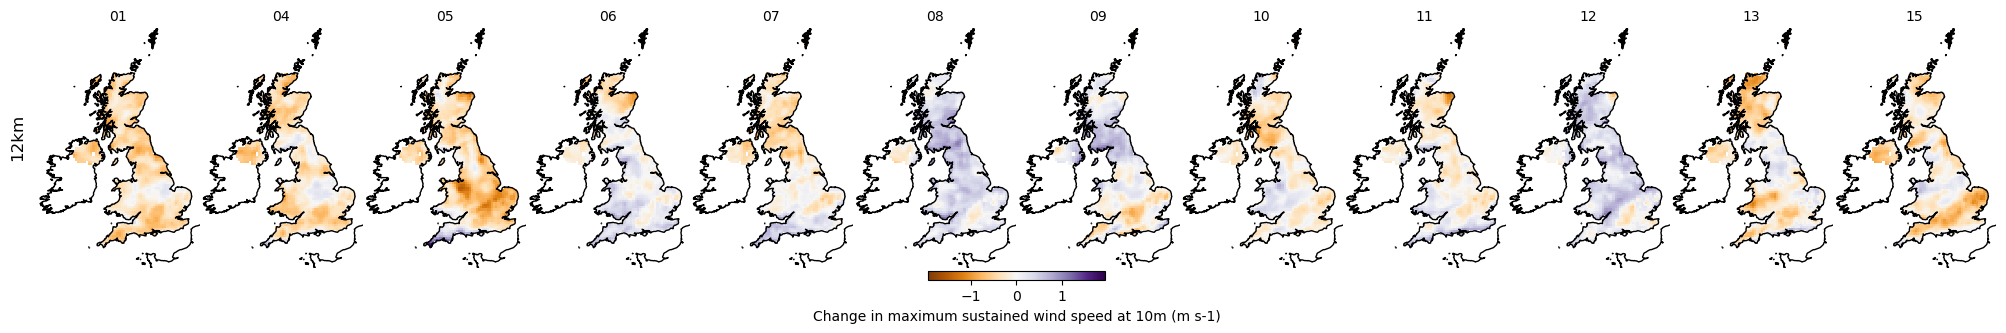 01 04 05 06 07 08 09 10 11 12 13 15
12km
−1 0 1
Change in maximum sustained wind speed at 10m (m s-1)